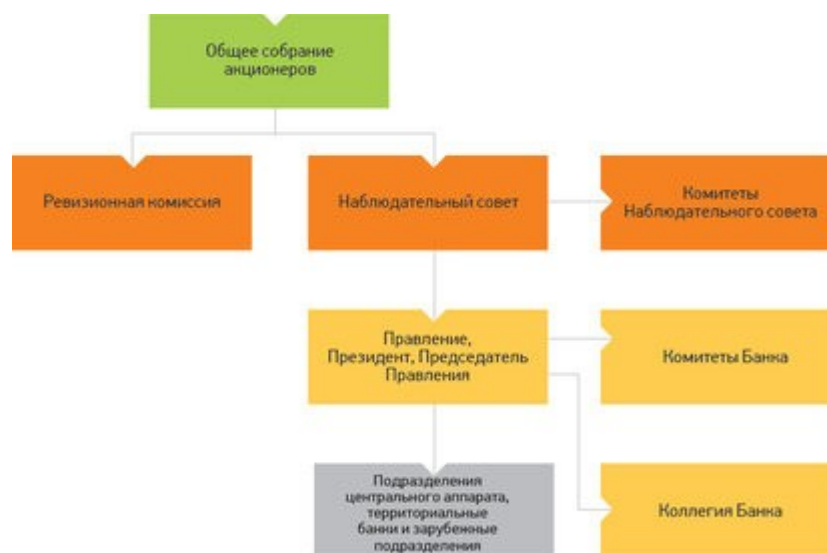 Общее собрание
акционеров
Ревизионная комиссия
Наблюдательный совет
Комитеты
Наблюдательного совета
Правление,
Президент, Председатель
Правления
Комитеты Банка
Подразделения
центрального аппарата,
территориальные
банки и зарубежные
подразделения
Коллегия Банка